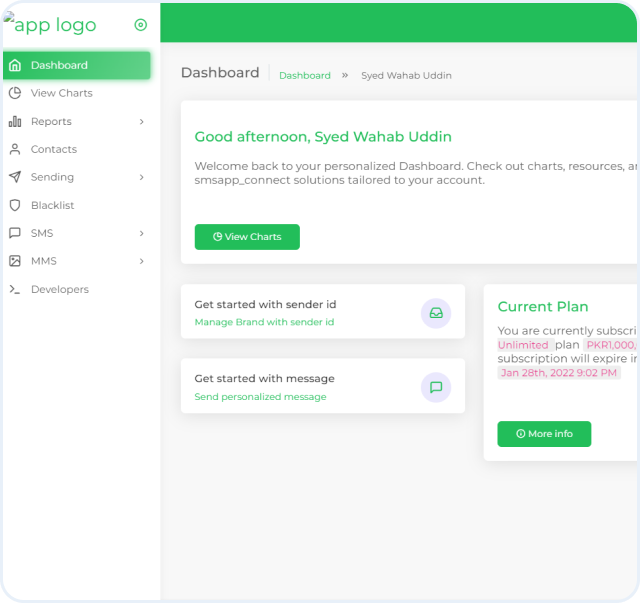 app logo
Dashboard
View Charts
Reports
Contacts
Sending
Blacklist
SMS
MMS
Developers
Dashboard Dashboard » Syed Wahab Uddin
Good afternoon, Syed Wahab Uddin
Welcome back to your personalized Dashboard. Check out charts, resources,
smsapp_connect solutions tailored to your account.
View Charts
Get started with sender id
Manage Brand with sender id
Get started with message
Send personalized message
Current Plan
You are currently subscri
Unlimited plan PKR1,000,
subscription will expire i
Jan 28th, 2022 9:02 PM
More info